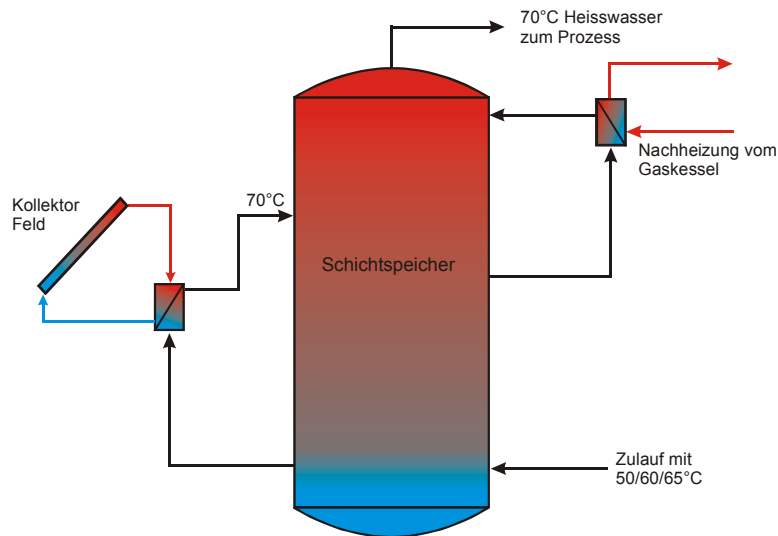 70°C Heisswasser
zum Prozess
Nachheizung vom
Gaskessel
Kollektor
Feld
70°C
Schichtspeicher
Zulauf mit
50/60/65°C